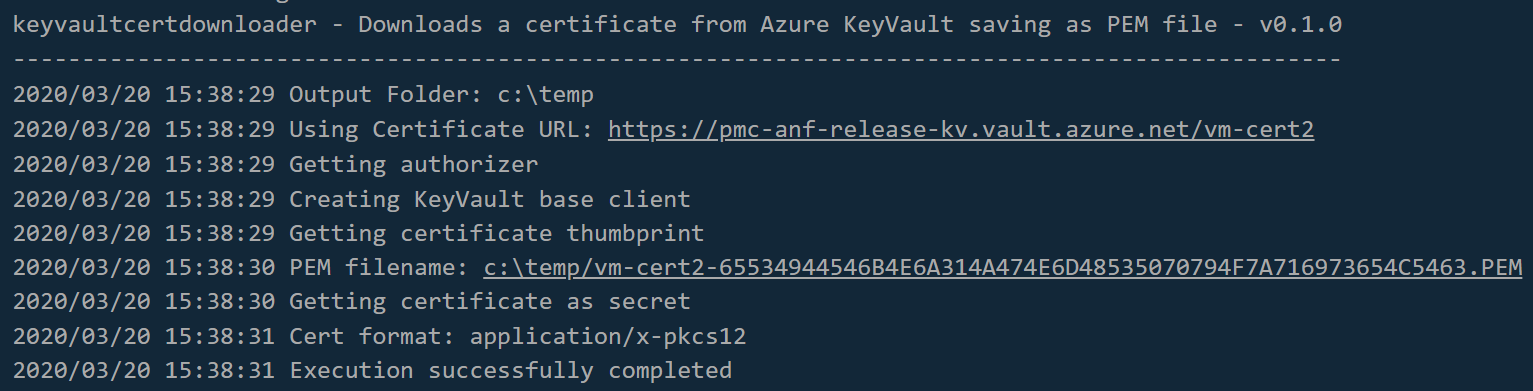 keyvaultcertdownloader - Downloads a certificate from Azure KeyVault saving as PEM file - v0.1.0
------------------------------------------------------------------------------------------------
2020/03/20 15:38:29 Output Folder: c:\temp
2020/03/20 15:38:29 Using Certificate URL: https://pmc-anf-release-kv.vault.azure.net/vm-cert2
2020/03/20 15:38:29 Getting authorizer
2020/03/20 15:38:29 Creating KeyVault base client
2020/03/20 15:38:29 Getting certificate thumbprint
2020/03/20 15:38:30 PEM filename: c:\temp/vm-cert2-65534944546B4E6A314A474E6D48535070794F7A716973654C5463.PEM
2020/03/20 15:38:30 Getting certificate as secret
2020/03/20 15:38:31 Cert format: application/x-pkcs12
2020/03/20 15:38:31 Execution successfully completed